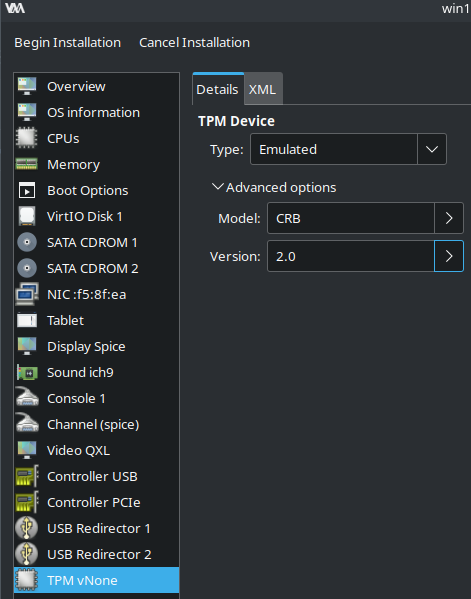 win1
Begin Installation
Cancel Installation
Overview
OS information
CPUs
Memory
Boot Options
VirtIO Disk 1
SATA CDROM 1
SATA CDROM 2
NIC :f5:8f:ea
Tablet
Display Spice
Sound ich9
Console 1
Channel (spice)
Video QXL
Controller USB
Controller PCIe
USB Redirector 1
USB Redirector 2
TPM vNone
Details
XML
TPM Device
Type: Emulated
Advanced options
Model: CRB
Version: 2.0